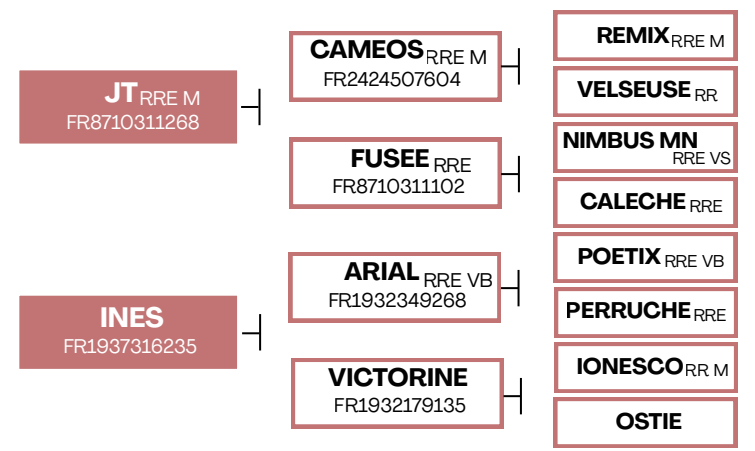 JT RRE M
FR8710311268
INES
FR1937316235
CAMEOS RRE M
FR2424507604
FUSEE RRE
FR8710311102
ARIAL RRE VB
FR1932349268
VICTORINE
FR1932179135
REMIX RRE M
VELSEUSE RR
NIMBUS MN
RRE VS
CALECHE RRE
POETIX RRE VB
PERRUCHE RRE
IONESCO RR M
OSTIE